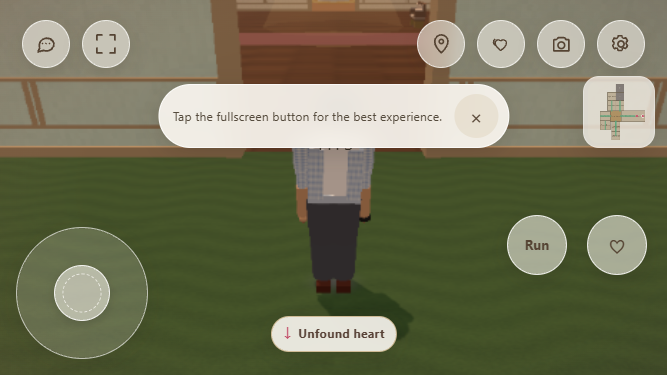 Tap the fullscreen button for the best experience.
Run
Unfound heart